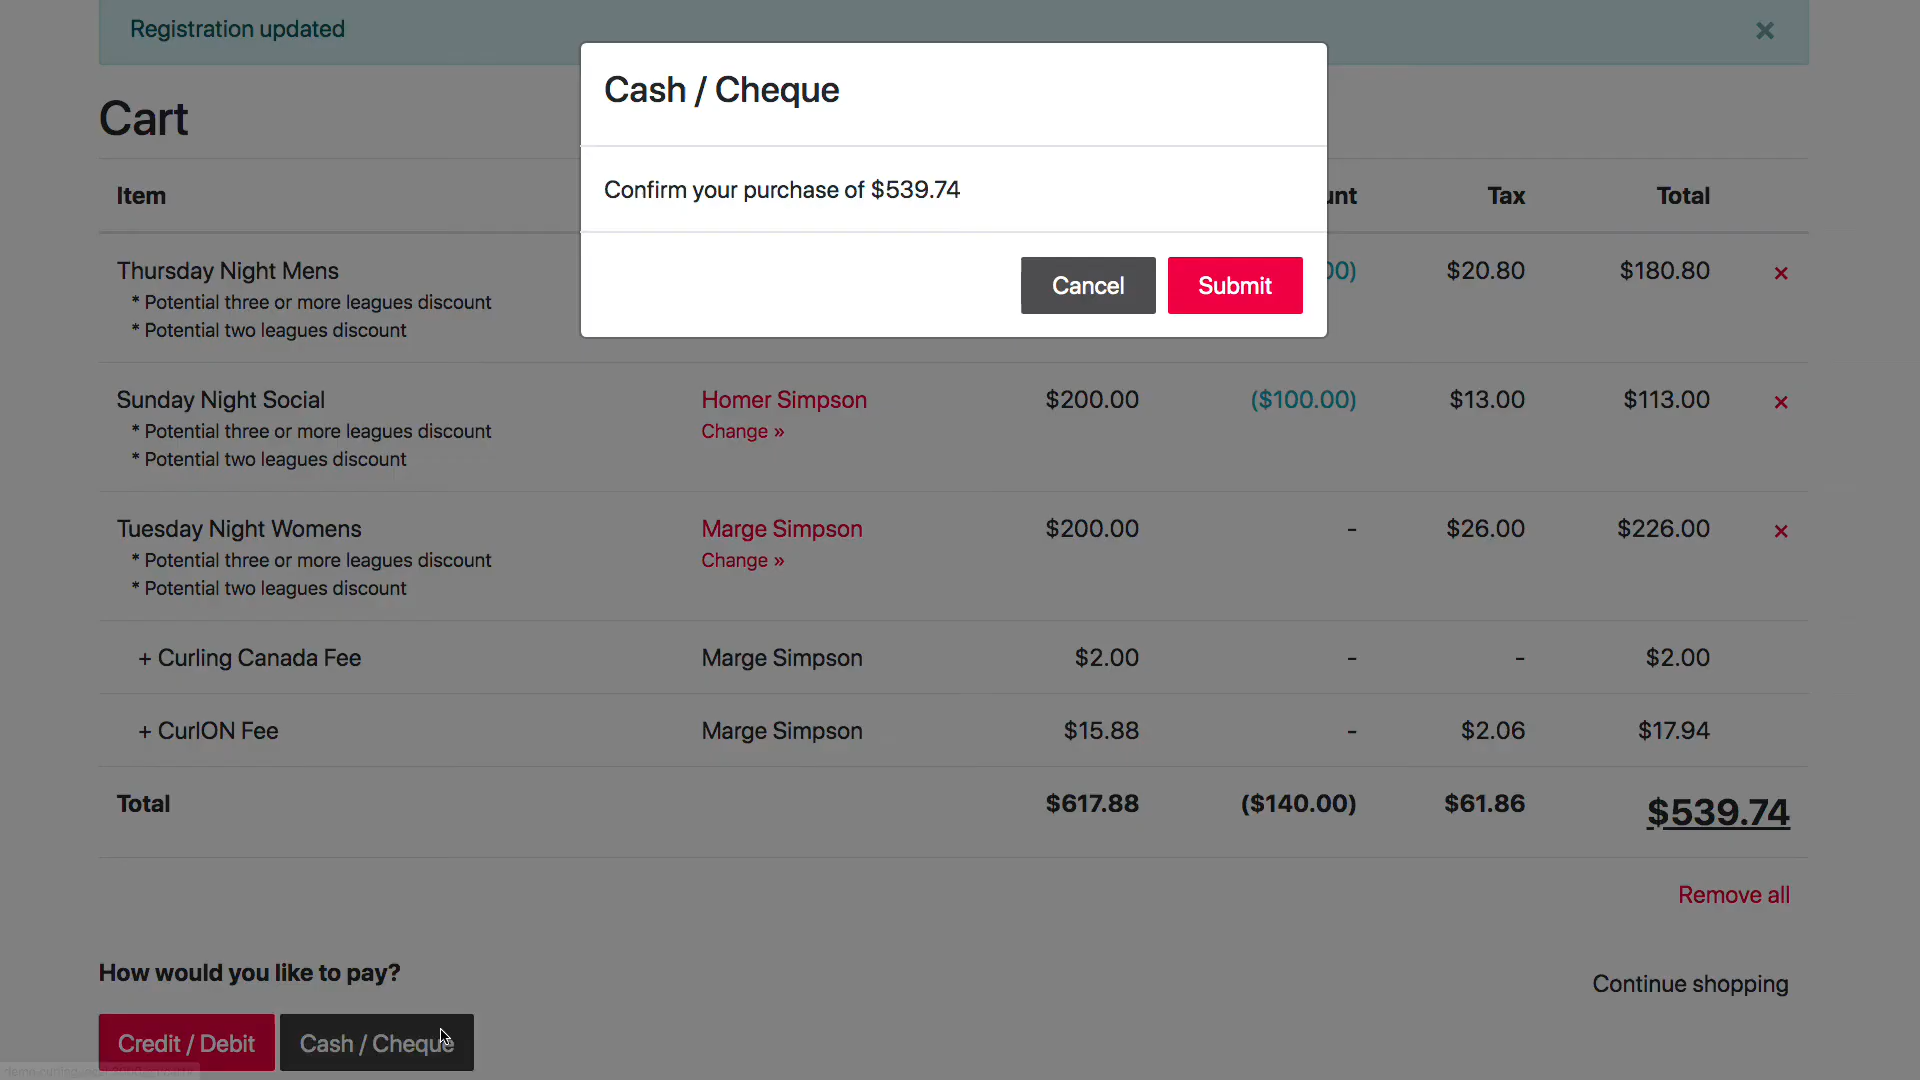 Registration updated
×
Cash / Cheque
Cart
Confirm your purchase of $539.74
Item unt Tax Total
Cancel Submit
Thursday Night Mens 00) $20.80 $180.80 ×
* Potential three or more leagues discount
* Potential two leagues discount
Sunday Night Social Homer Simpson $200.00 ($100.00) $13.00 $113.00 ×
* Potential three or more leagues discount Change »
* Potential two leagues discount
Tuesday Night Womens Marge Simpson $200.00 - $26.00 $226.00 ×
* Potential three or more leagues discount Change »
* Potential two leagues discount
+ Curling Canada Fee Marge Simpson $2.00 - - $2.00
+ CurlON Fee Marge Simpson $15.88 - $2.06 $17.94
Total $617.88 ($140.00) $61.86 $539.74
Remove all
How would you like to pay?
Continue shopping
Credit / Debit Cash / Cheque